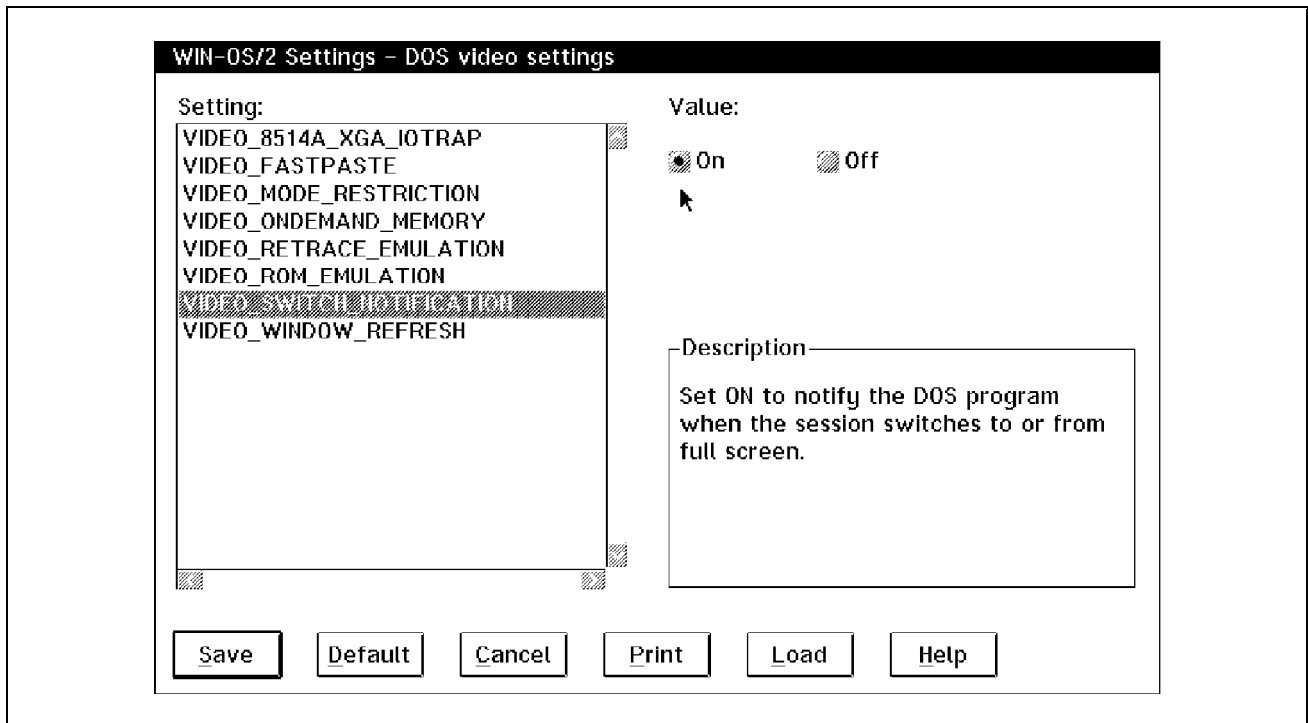 WIN-OS/2 Settings - DOS video settings
Setting:
VIDEO_8514A_XGA_IOTRAP
VIDEO_FASTPASTE
VIDEO_MODE_RESTRICTION
VIDEO_ONDEMAND_MEMORY
VIDEO_RETRACE_EMULATION
VIDEO_ROM_EMULATION
VIDEO_SWITCH_NOTIFICATION
VIDEO_WINDOW_REFRESH
Value:
On Off
Description
Set ON to notify the DOS program
when the session switches to or from
full screen.
Save Default Cancel Print Load Help